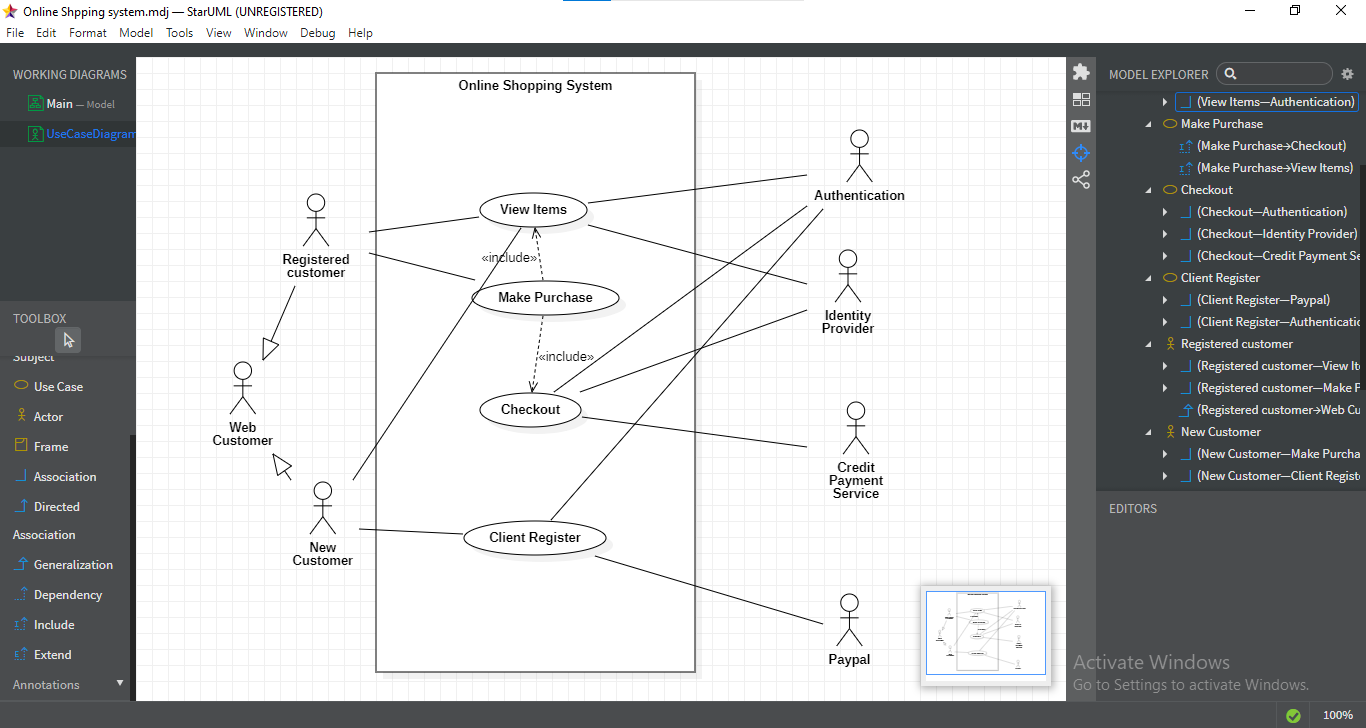 Online Shpping system.mdj — StarUML (UNREGISTERED)
File Edit Format Model Tools View Window Debug Help
WORKING DIAGRAMS
Main — Model
UseCaseDiagram
TOOLBOX
Subject
Use Case
Actor
Frame
Association
Directed
Association
Generalization
Dependency
Include
Extend
Annotations
Online Shopping System
View Items
«include»
Make Purchase
«include»
Checkout
Client Register
Registered
customer
Web
Customer
New
Customer
Authentication
Identity
Provider
Credit
Payment
Service
Paypal
MODEL EXPLORER
(View Items—Authentication)
Make Purchase
(Make Purchase→Checkout)
(Make Purchase→View Items)
Checkout
(Checkout—Authentication)
(Checkout—Identity Provider)
(Checkout—Credit Payment Se
Client Register
(Client Register—Paypal)
(Client Register—Authenticatic
Registered customer
(Registered customer—View It
(Registered customer—Make P
(Registered customer→Web Cu
New Customer
(New Customer—Make Purcha
(New Customer—Client Regist
EDITORS
Activate Windows
Go to Settings to activate Windows.
100%